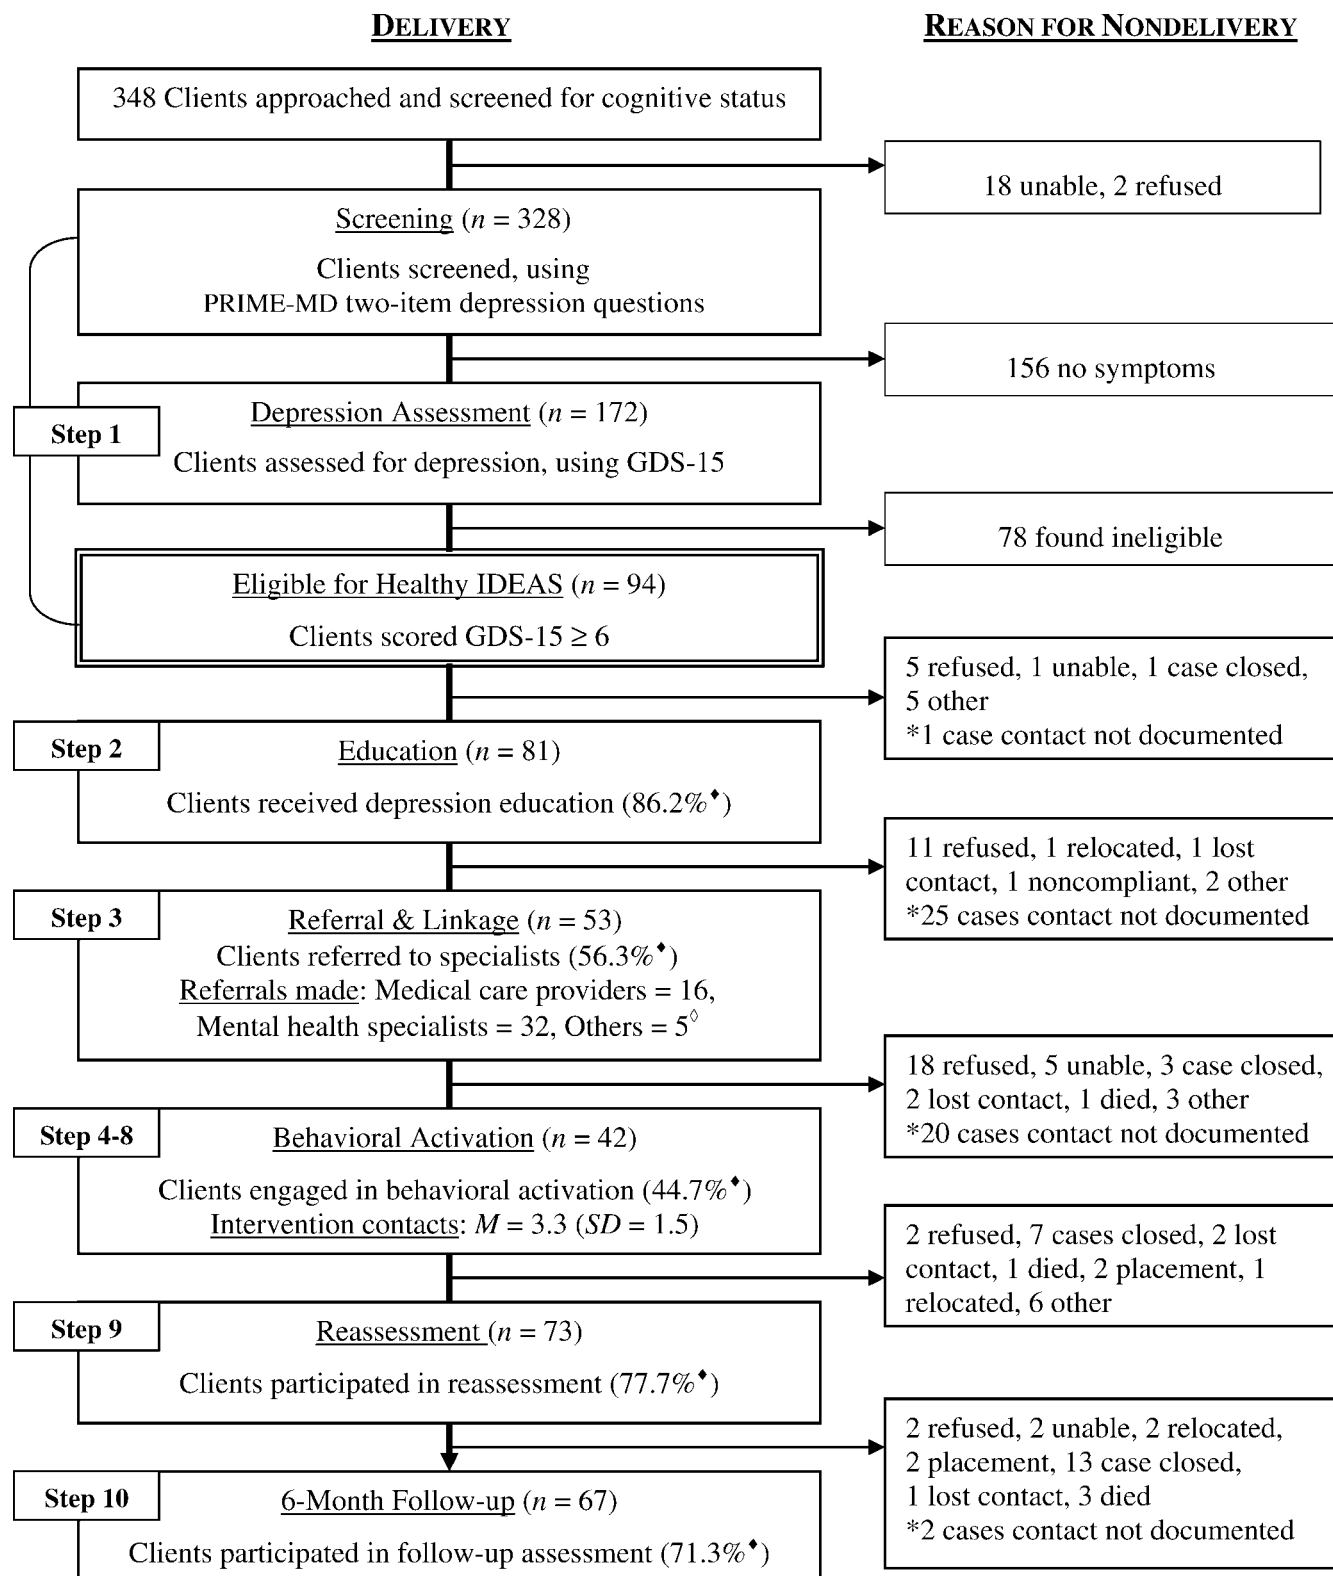 DELIVERY
REASON FOR NONDELIVERY
348 Clients approached and screened for cognitive status
18 unable, 2 refused
Screening (n = 328)
Clients screened, using
PRIME-MD two-item depression questions
156 no symptoms
Step 1
Depression Assessment (n = 172)
Clients assessed for depression, using GDS-15
78 found ineligible
Eligible for Healthy IDEAS (n = 94)
Clients scored GDS-15 ≥ 6
5 refused, 1 unable, 1 case closed,
5 other
*1 case contact not documented
Step 2
Education (n = 81)
Clients received depression education (86.2%♦)
11 refused, 1 relocated, 1 lost
contact, 1 noncompliant, 2 other
*25 cases contact not documented
Step 3
Referral & Linkage (n = 53)
Clients referred to specialists (56.3%♦)
Referrals made: Medical care providers = 16,
Mental health specialists = 32, Others = 5◊
18 refused, 5 unable, 3 case closed,
2 lost contact, 1 died, 3 other
*20 cases contact not documented
Step 4-8
Behavioral Activation (n = 42)
Clients engaged in behavioral activation (44.7%♦)
Intervention contacts: M = 3.3 (SD = 1.5)
2 refused, 7 cases closed, 2 lost
contact, 1 died, 2 placement, 1
relocated, 6 other
Step 9
Reassessment (n = 73)
Clients participated in reassessment (77.7%♦)
2 refused, 2 unable, 2 relocated,
2 placement, 13 case closed,
1 lost contact, 3 died
*2 cases contact not documented
Step 10
6-Month Follow-up (n = 67)
Clients participated in follow-up assessment (71.3%♦)